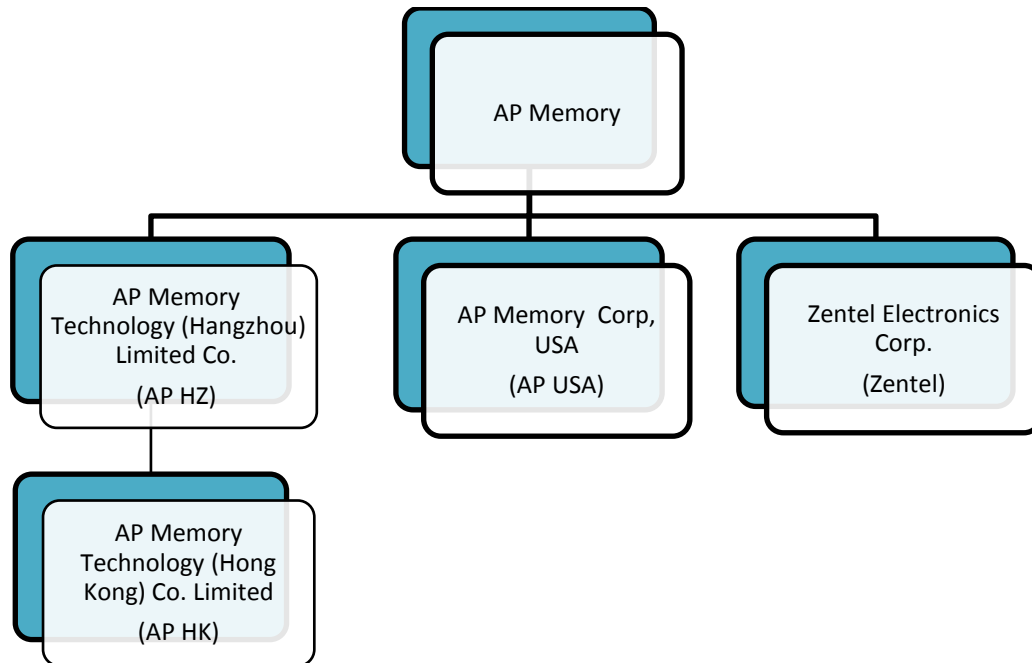 AP Memory
AP Memory
Technology (Hangzhou)
Limited Co.
(AP HZ)
AP Memory Corp,
USA
(AP USA)
Zentel Electronics
Corp.
(Zentel)
AP Memory
Technology (Hong
Kong) Co. Limited
(AP HK)